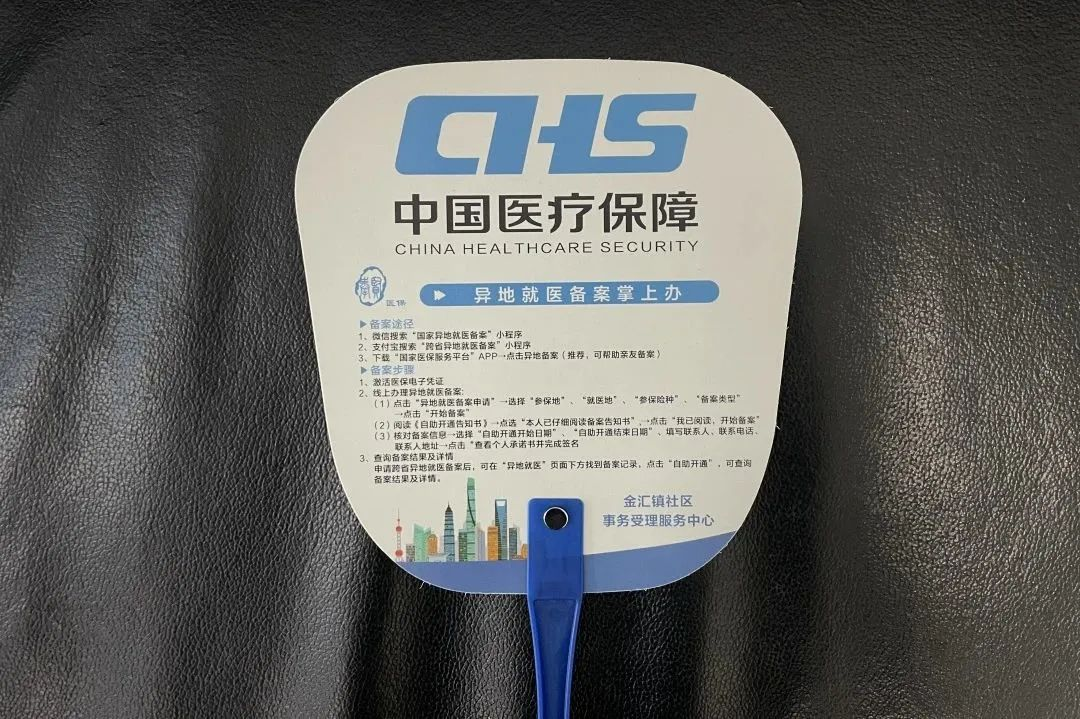 CHS
中国医疗保障
CHINA HEALTHCARE SECURITY
奉贤
医保
异地就医备案掌上办
备案途径
1、微信搜索“国家异地就医备案”小程序
2、支付宝搜索“跨省异地就医备案”小程序
3、下载“国家医保服务平台”APP→点击异地备案（推荐，可帮助亲友备案）
备案步骤
1、激活医保电子凭证
2、线上办理异地就医备案:
（1）点击“异地就医备案申请”→选择“参保地”、“就医地”、“参保险种”、“备案类型”
→点击“开始备案”
（2）阅读《自助开通告知书》→点选“本人已仔细阅读备案告知书”→点击“我已阅读，开始备案”
（3）核对备案信息→选择“自助开通开始日期”、“自助开通结束日期”、填写联系人、联系电话、
联系人地址→点击“查看个人承诺书并完成签名
3、查询备案结果及详情
申请跨省异地就医备案后，可在“异地就医”页面下方找到备案记录，点击“自助开通”，可查询
备案结果及详情。
金汇镇社区
事务受理服务中心